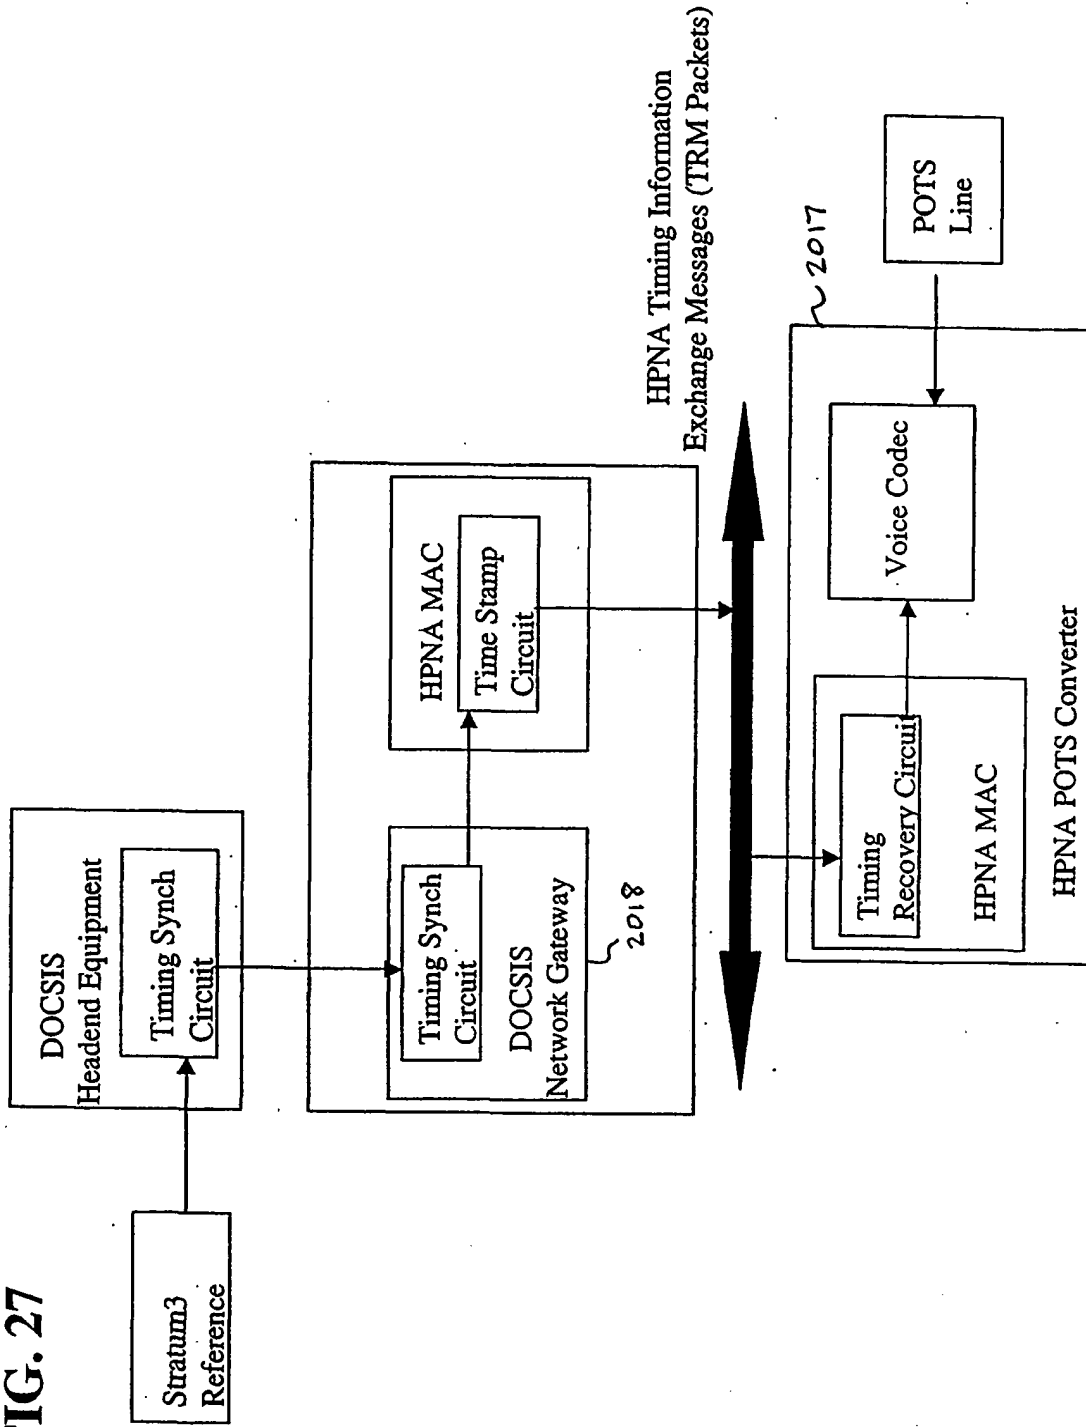 FIG. 27
Stratum3
Reference
DOCSIS
Headend Equipment
Timing Synch
Circuit
Timing Synch
Circuit
DOCSIS
Network Gateway
2018
HPNA MAC
Time Stamp
Circuit
HPNA Timing Information
Exchange Messages (TRM Packets)
Timing
Recovery Circuit
HPNA MAC
Voice Codec
HPNA POTS Converter
2017
POTS
Line